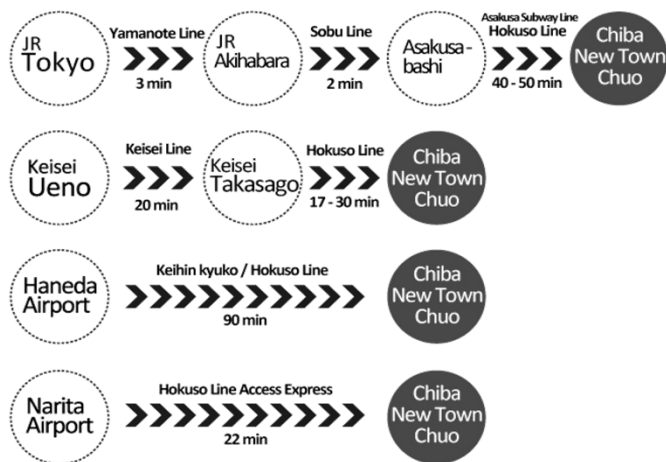 JR
Tokyo
Yamanote Line
3 min
JR
Akihabara
Sobu Line
2 min
Asakusa -
bashi
Asakusa Subway Line
Hokuso Line
40 - 50 min
Chiba
New Town
Chuo
Keisei
Ueno
Keisei Line
20 min
Keisei
Takasago
Hokuso Line
17 - 30 min
Chiba
New Town
Chuo
Haneda
Airport
Keihin kyuko / Hokuso Line
90 min
Chiba
New Town
Chuo
Narita
Airport
Hokuso Line Access Express
22 min
Chiba
New Town
Chuo